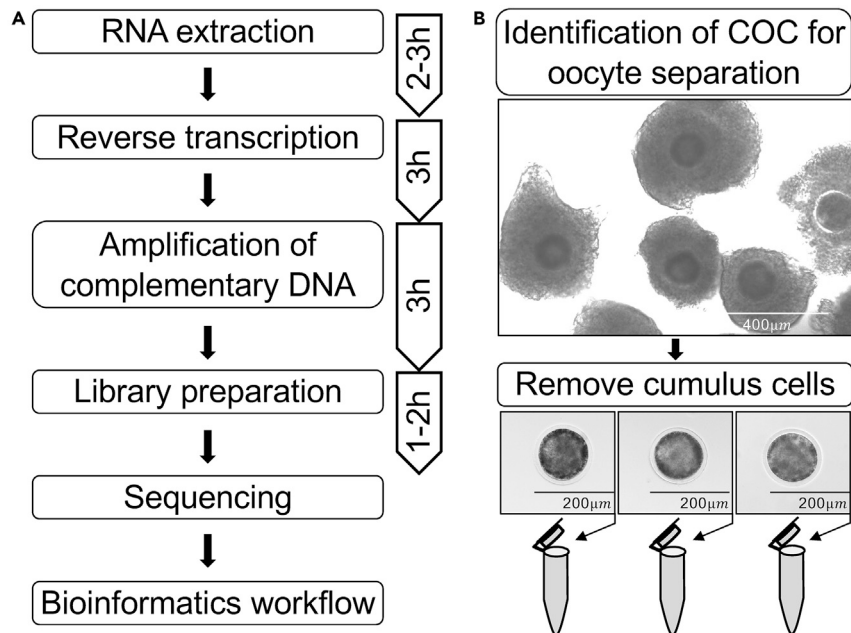 A
RNA extraction
2-3h
Reverse transcription
3h
Amplification of
complementary DNA
3h
Library preparation
1-2h
Sequencing
Bioinformatics workflow
B
Identification of COC for
oocyte separation
400μm
Remove cumulus cells
200μm
200μm
200μm